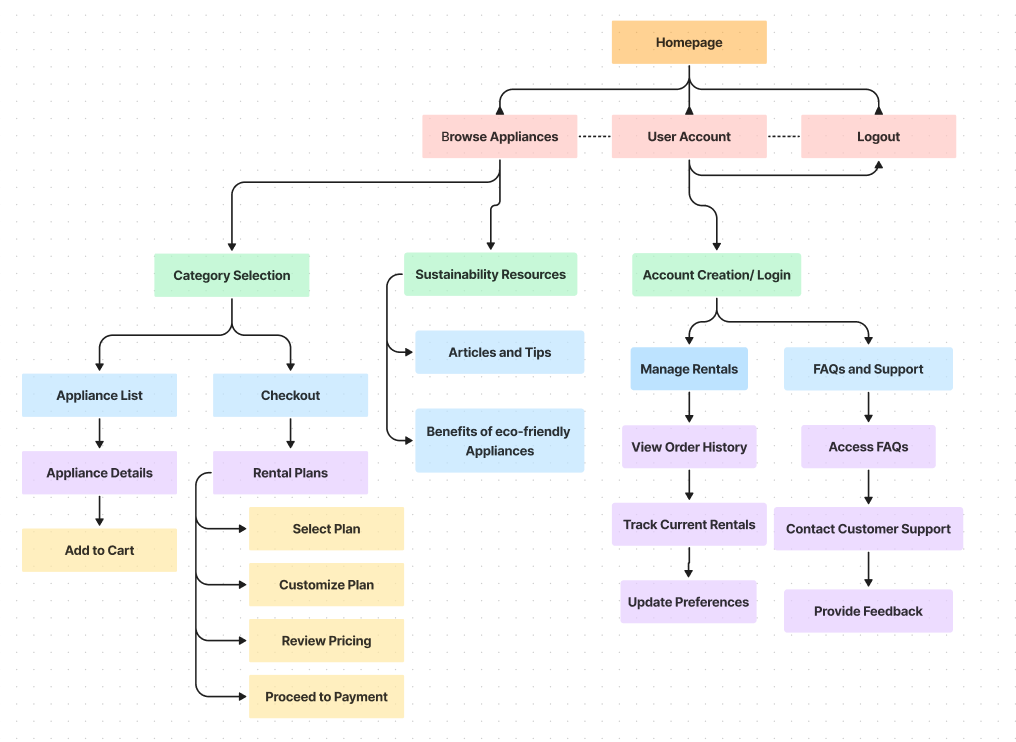 Homepage
Browse Appliances
User Account
Logout
Category Selection
Sustainability Resources
Account Creation/ Login
Articles and Tips
Manage Rentals
FAQs and Support
Appliance List
Checkout
Benefits of eco-friendly
Appliances
View Order History
Access FAQs
Appliance Details
Rental Plans
Select Plan
Track Current Rentals
Contact Customer Support
Add to Cart
Customize Plan
Update Preferences
Provide Feedback
Review Pricing
Proceed to Payment